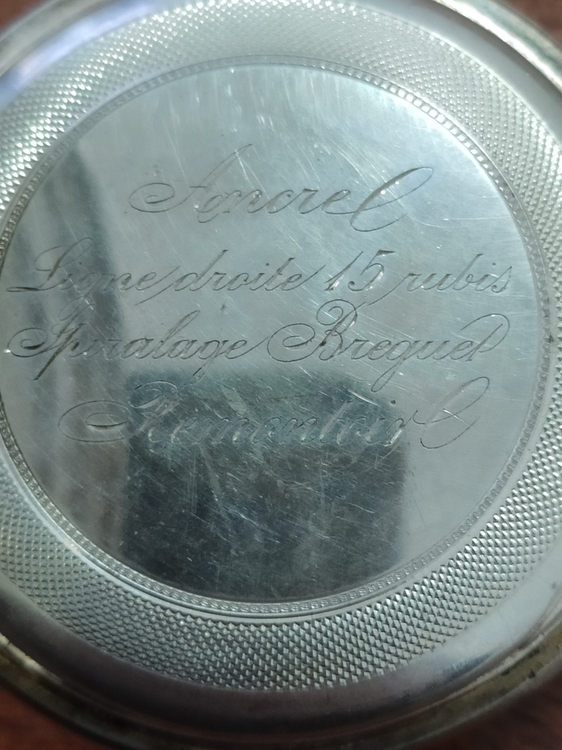 Ancre
Ligne droite 15 rubis
Spiralage Breguet
Remontoir